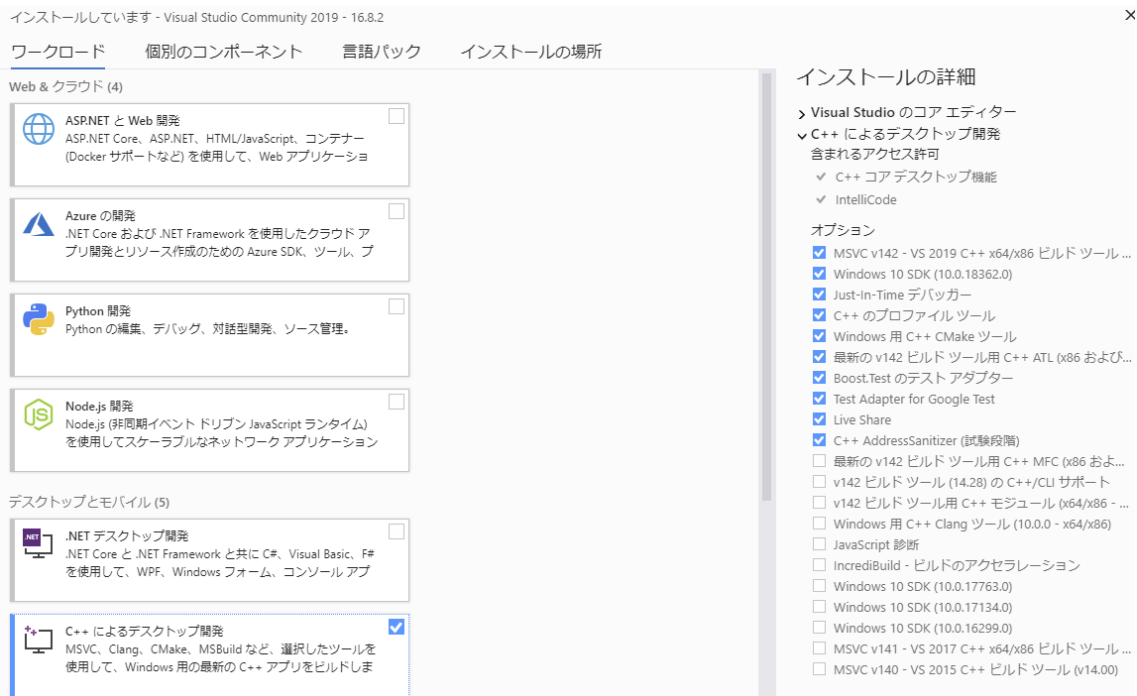 インストールしています - Visual Studio Community 2019 - 16.8.2
ワークロード 個別のコンポーネント 言語パック インストールの場所
Web & クラウド (4)
ASP.NET と Web 開発
ASP.NET Core、ASP.NET、HTML/JavaScript、コンテナー
(Docker サポートなど) を使用して、Web アプリケーショ
Azure の開発
.NET Core および .NET Framework を使用したクラウド ア
プリ開発とリソース作成のための Azure SDK、ツール、プ
Python 開発
Python の編集、デバッグ、対話型開発、ソース管理。
Node.js 開発
Node.js (非同期イベント ドリブン JavaScript ランタイム)
を使用してスケーラブルなネットワーク アプリケーション
デスクトップとモバイル (5)
.NET デスクトップ開発
.NET Core と .NET Framework と共に C#、Visual Basic、F#
を使用して、WPF、Windows フォーム、コンソール アプ
C++ によるデスクトップ開発
MSVC、Clang、CMake、MSBuild など、選択したツールを
使用して、Windows 用の最新の C++ アプリをビルドしま
インストールの詳細
Visual Studio のコア エディター
C++ によるデスクトップ開発
含まれるアクセス許可
C++ コア デスクトップ機能
IntelliCode
オプション
MSVC v142 - VS 2019 C++ x64/x86 ビルド ツール ...
Windows 10 SDK (10.0.18362.0)
Just-In-Time デバッガー
C++ のプロファイル ツール
Windows 用 C++ CMake ツール
最新の v142 ビルド ツール用 C++ ATL (x86 および...
Boost.Test のテスト アダプター
Test Adapter for Google Test
Live Share
C++ AddressSanitizer (試験段階)
最新の v142 ビルド ツール用 C++ MFC (x86 およ...
v142 ビルド ツール (14.28) の C++/CLI サポート
v142 ビルド ツール用 C++ モジュール (x64/x86 - ...
Windows 用 C++ Clang ツール (10.0.0 - x64/x86)
JavaScript 診断
IncrediBuild - ビルドのアクセラレーション
Windows 10 SDK (10.0.17763.0)
Windows 10 SDK (10.0.17134.0)
Windows 10 SDK (10.0.16299.0)
MSVC v141 - VS 2017 C++ x64/x86 ビルド ツール ...
MSVC v140 - VS 2015 C++ ビルド ツール (v14.00)